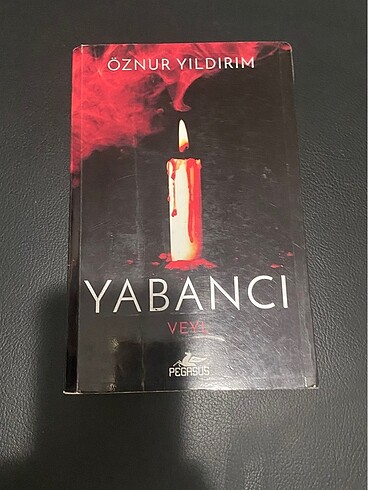 ÖZNUR YILDIRIM
YABANCI
VEYL
PEGASUS